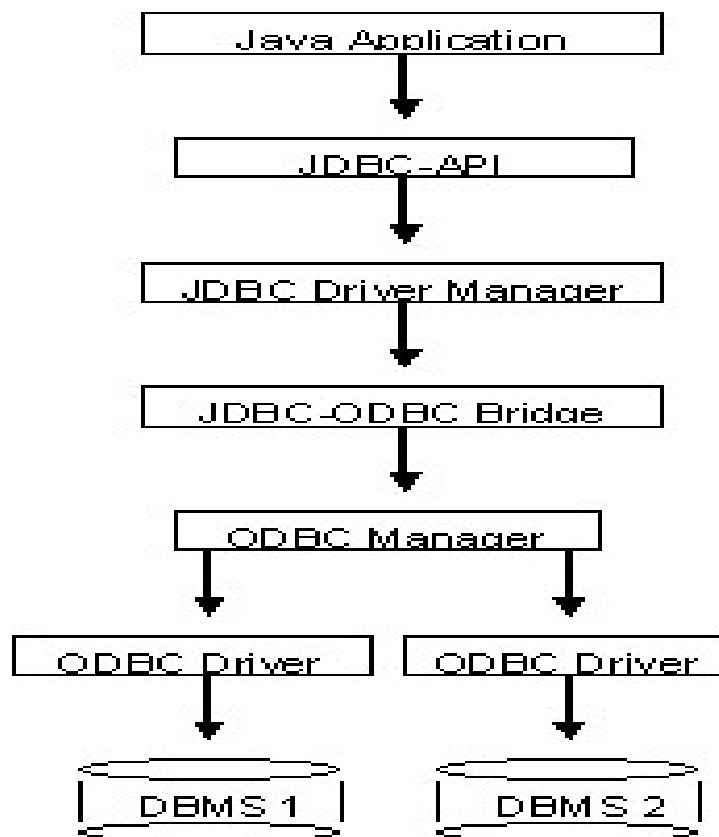 Java Application
JDBC-API
JDBC Driver Manager
JDBC-ODBC Bridge
ODBC Manager
ODBC Driver
ODBC Driver
DBMS 1
DBMS 2